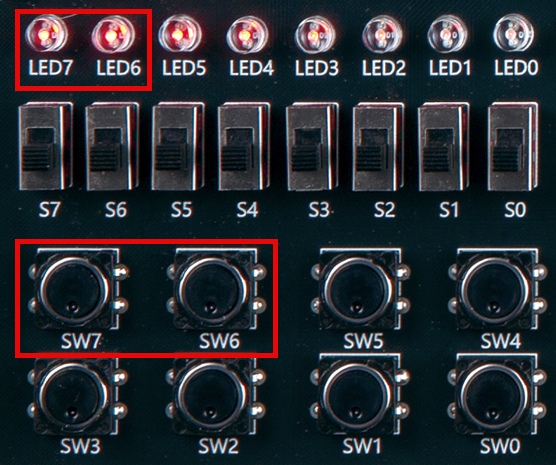 LED7 LED6 LED5 LED4 LED3 LED2 LED1 LED0
S7 S6 S5 S4 S3 S2 S1 S0
SW7 SW6 SW5 SW4
SW3 SW2 SW1 SW0